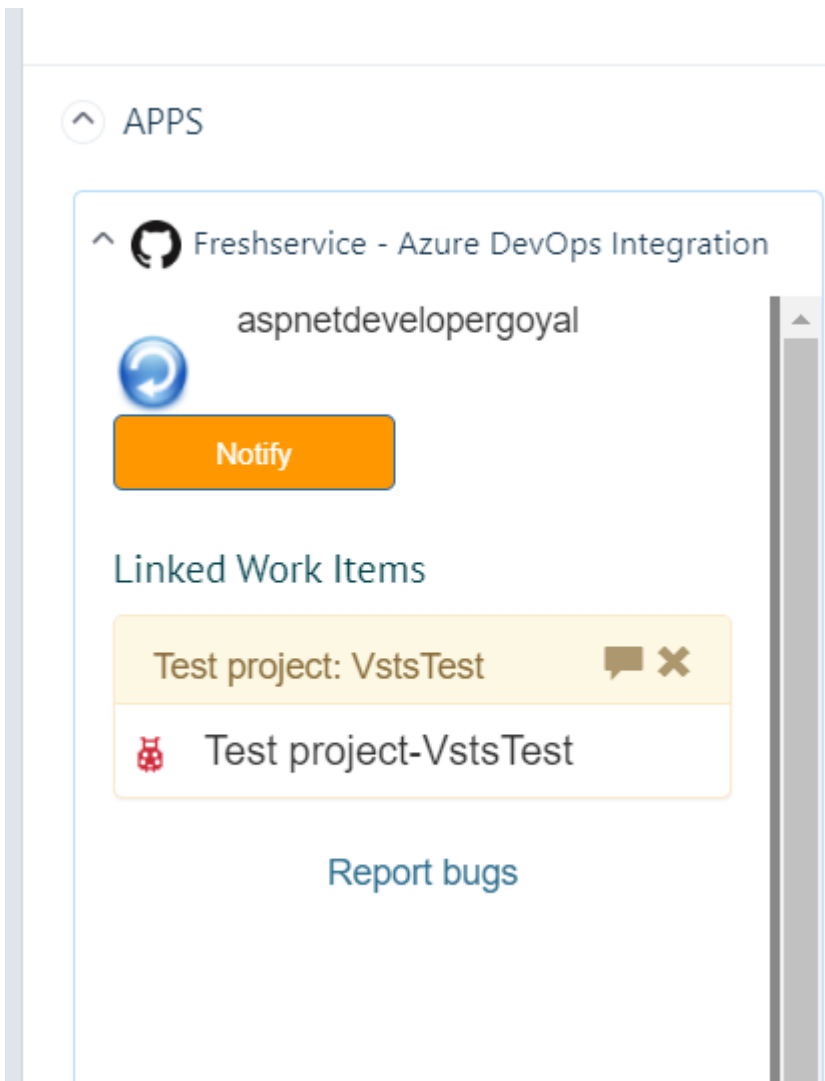 APPS
Freshservice - Azure DevOps Integration
aspnetdevelopergoyal
Notify
Linked Work Items
Test project: VstsTest
Test project-VstsTest
Report bugs